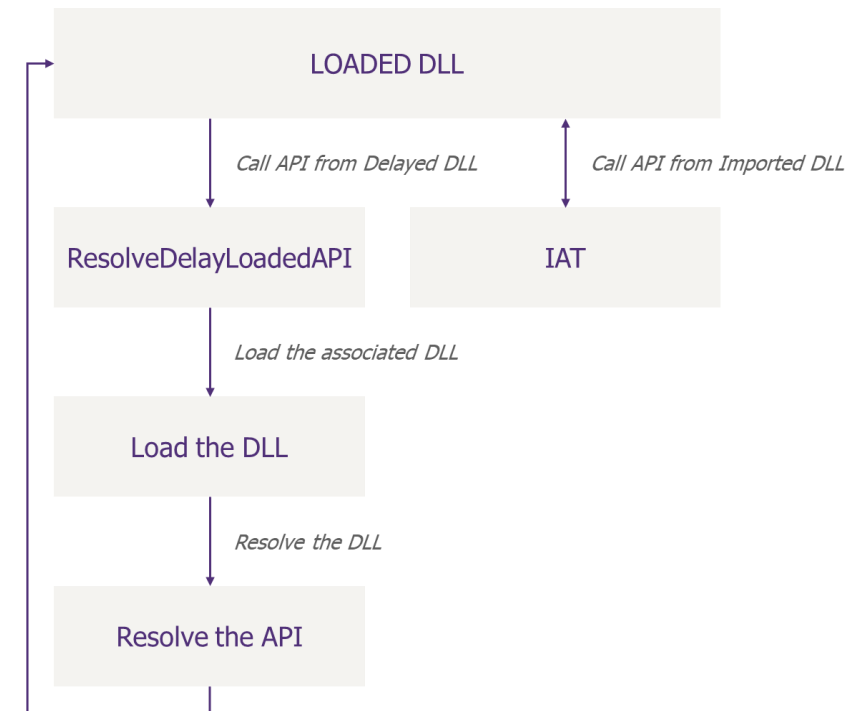 LOADED DLL
Call API from Delayed DLL
Call API from Imported DLL
ResolveDelayLoadedAPI
IAT
Load the associated DLL
Load the DLL
Resolve the DLL
Resolve the API